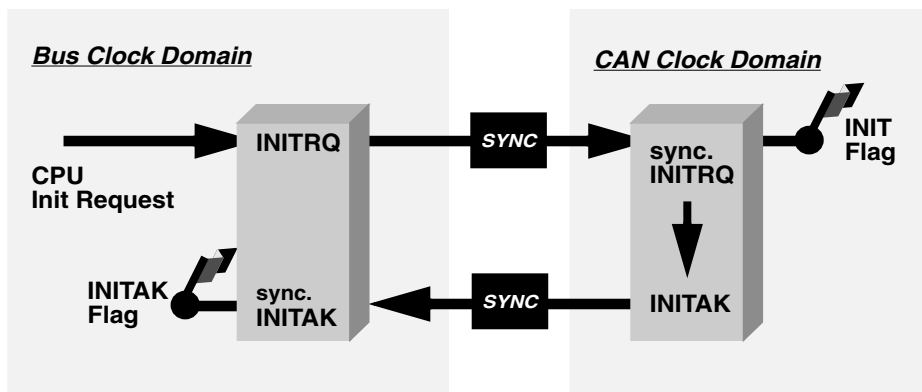 Bus Clock Domain
CAN Clock Domain
CPU
Init Request
INITRQ
SYNC
sync.
INITRQ
INIT
Flag
INITAK
Flag
sync.
INITAK
SYNC
INITAK